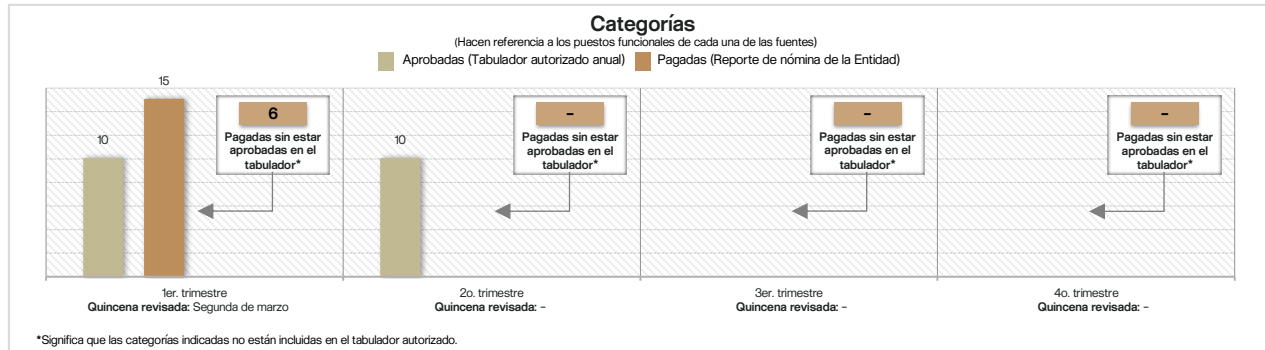 Categorías
(Hacen referencia a los puestos funcionales de cada una de las fuentes)
Aprobadas (Tabulador autorizado anual) Pagadas (Reporte de nómina de la Entidad)
15
10
6
Pagadas sin estar
aprobadas en el
tabulador*
10
–
Pagadas sin estar
aprobadas en el
tabulador*
–
Pagadas sin estar
aprobadas en el
tabulador*
–
Pagadas sin estar
aprobadas en el
tabulador*
1er. trimestre
Quincena revisada: Segunda de marzo
2o. trimestre
Quincena revisada: –
3er. trimestre
Quincena revisada: –
4o. trimestre
Quincena revisada: –
*Significa que las categorías indicadas no están incluidas en el tabulador autorizado.